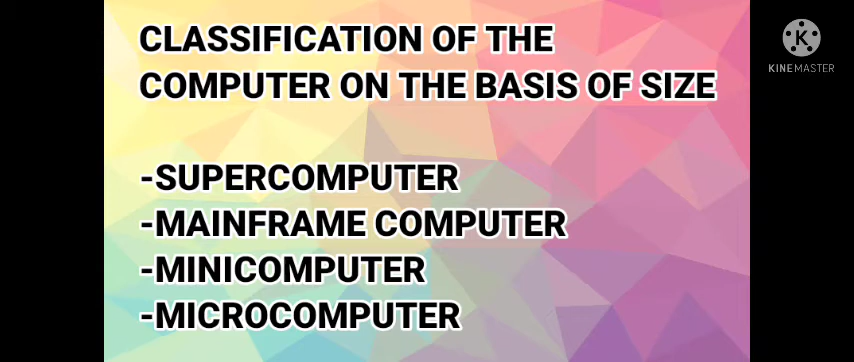 CLASSIFICATION OF THE
COMPUTER ON THE BASIS OF SIZE
-SUPERCOMPUTER
-MAINFRAME COMPUTER
-MINICOMPUTER
-MICROCOMPUTER
K
KINEMASTER